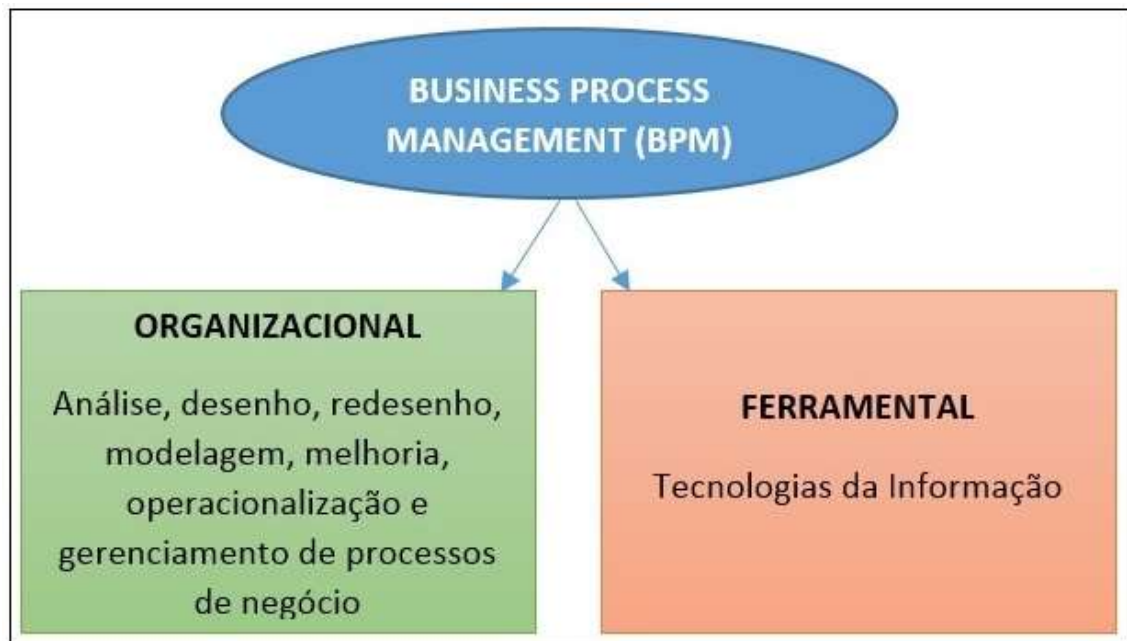 BUSINESS PROCESS
MANAGEMENT (BPM)
ORGANIZACIONAL
Análise, desenho, redesenho,
modelagem, melhoria,
operacionalização e
gerenciamento de processos
de negócio
FERRAMENTAL
Tecnologias da Informação